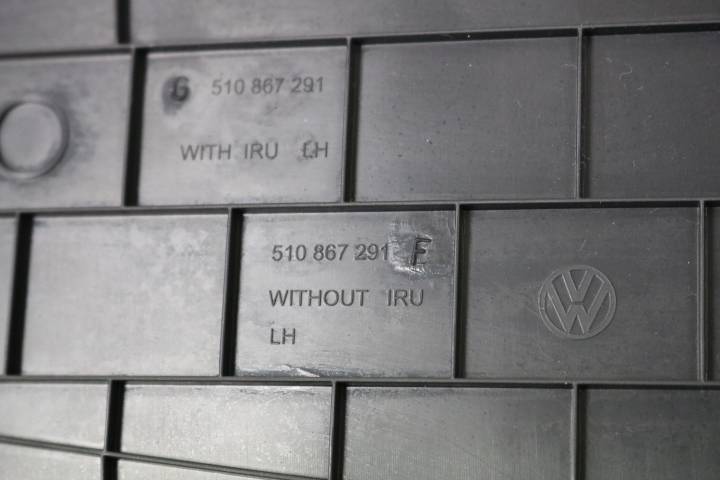 G 510 867 291
WITH IRU LH
510 867 291 F
WITHOUT IRU
LH